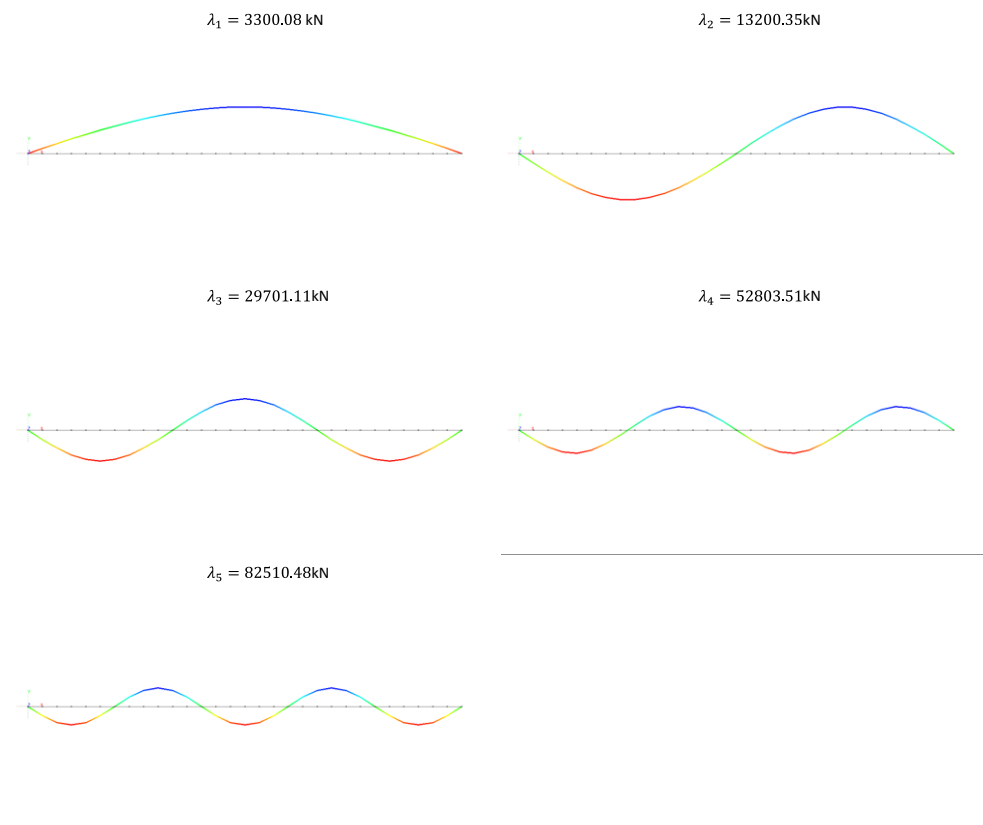 λ₁ = 3300.08 kN
λ₂ = 13200.35kN
λ₃ = 29701.11kN
λ₄ = 52803.51kN
λ₅ = 82510.48kN